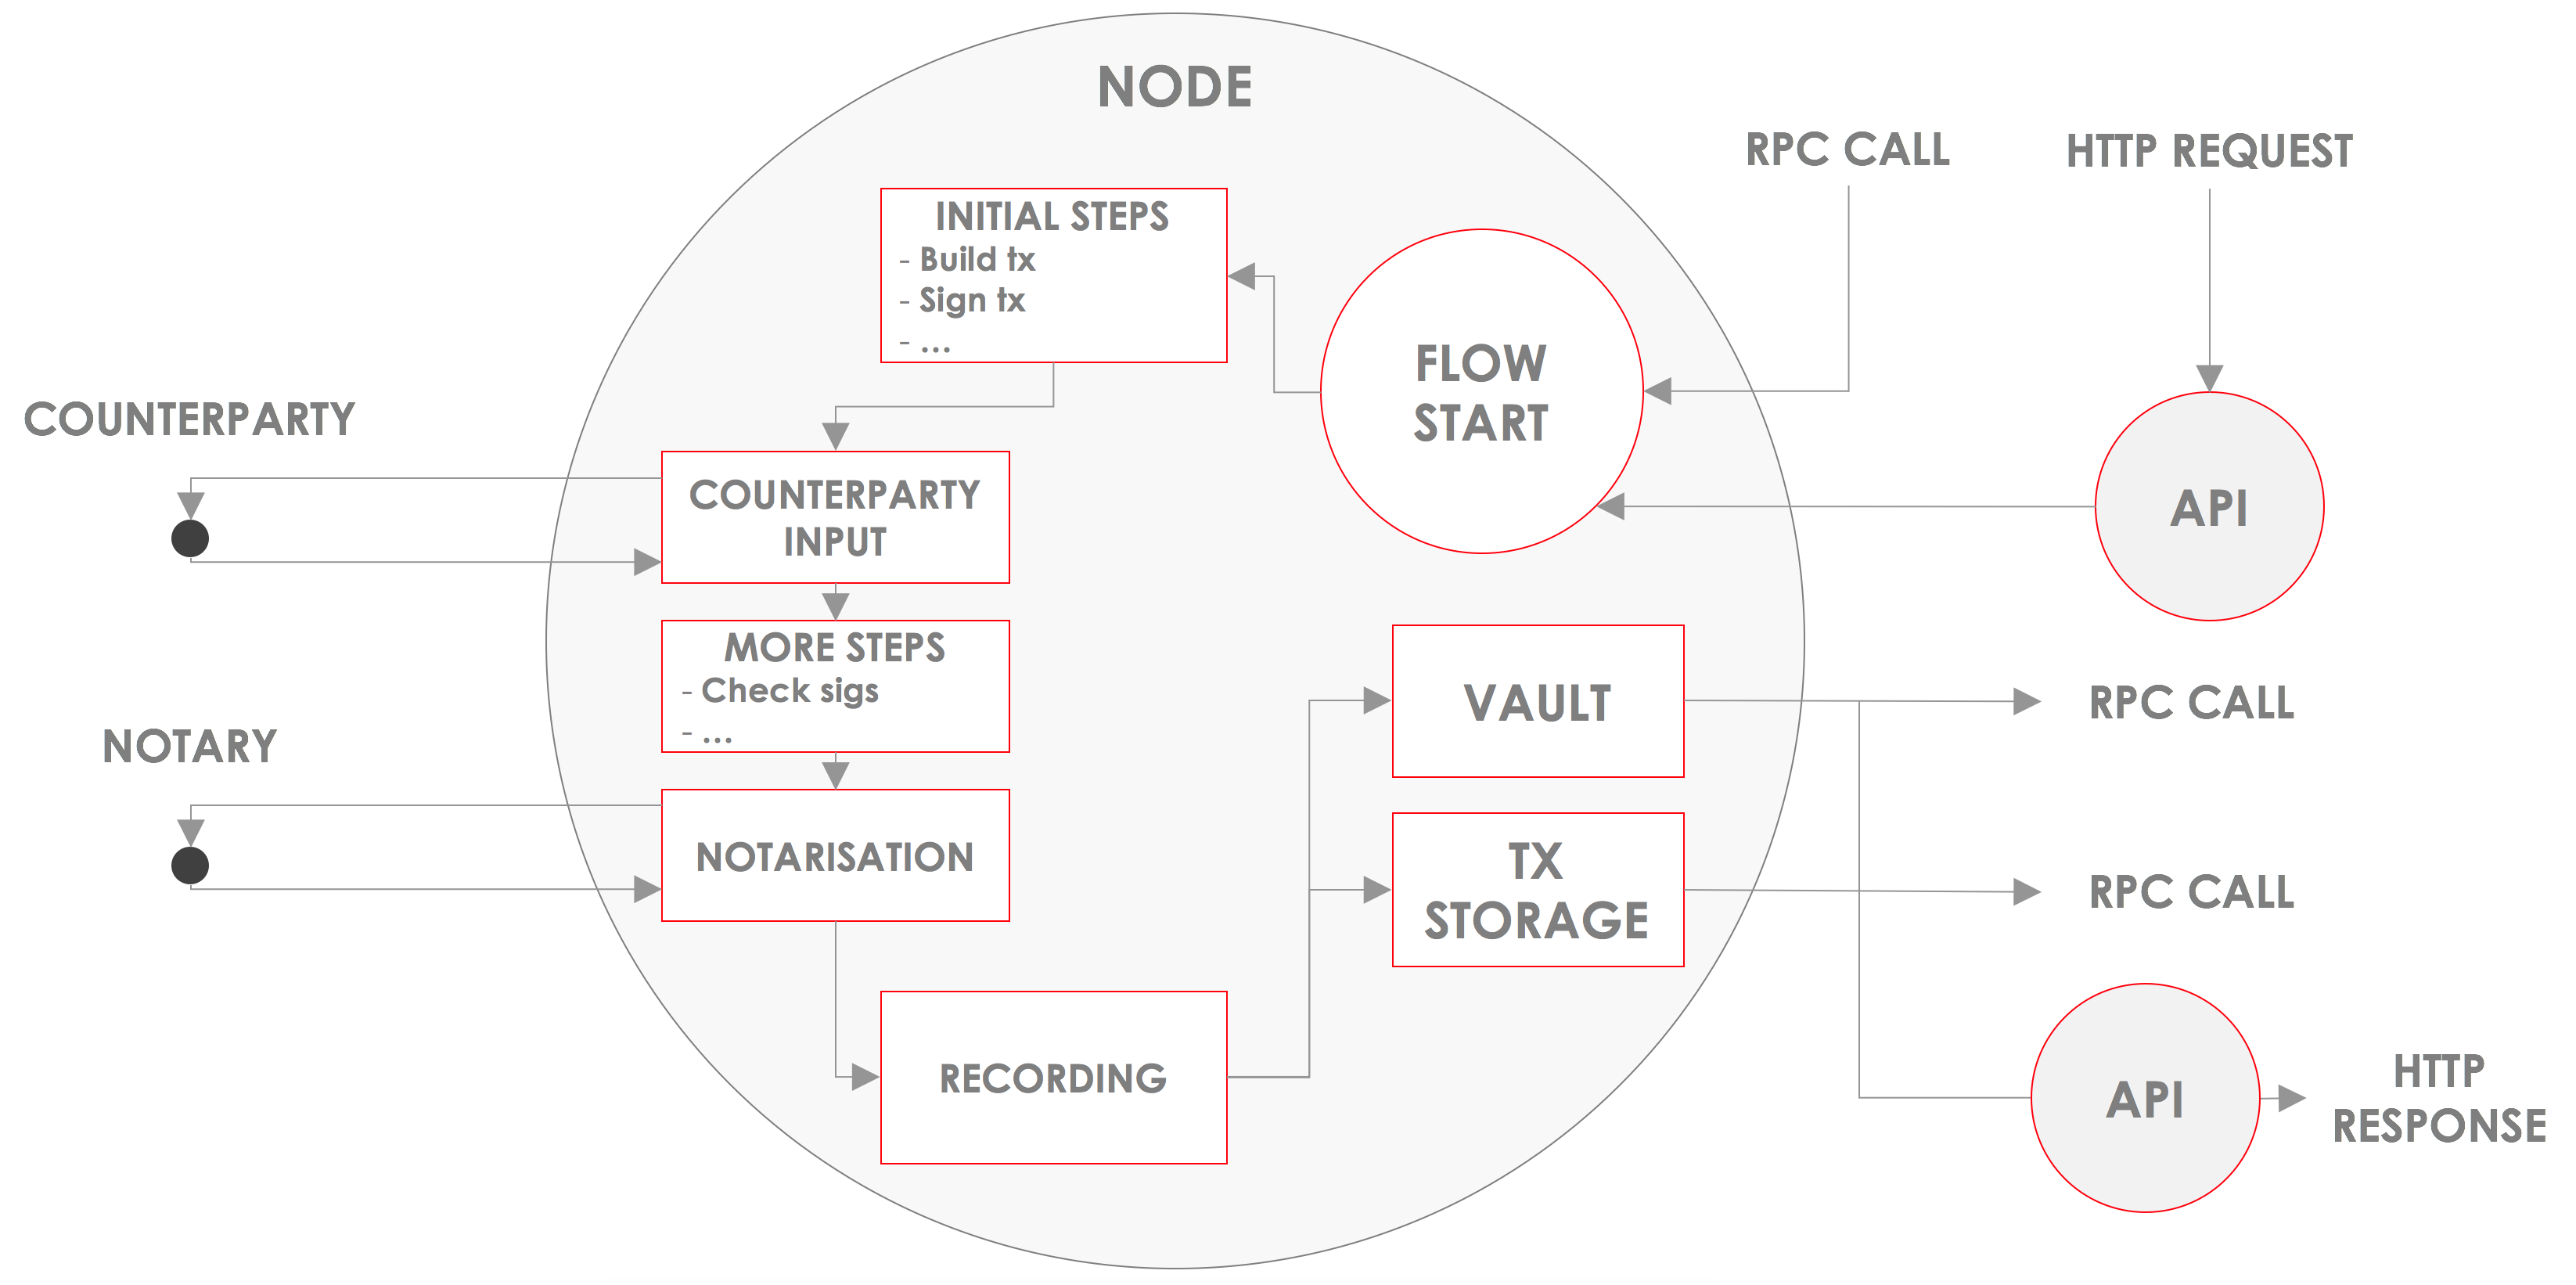 NODE
RPC CALL
HTTP REQUEST
INITIAL STEPS
- Build tx
- Sign tx
- ...
FLOW
START
COUNTERPARTY
COUNTERPARTY
INPUT
API
MORE STEPS
- Check sigs
- ...
VAULT
RPC CALL
NOTARY
NOTARISATION
TX
STORAGE
RPC CALL
RECORDING
API
HTTP
RESPONSE